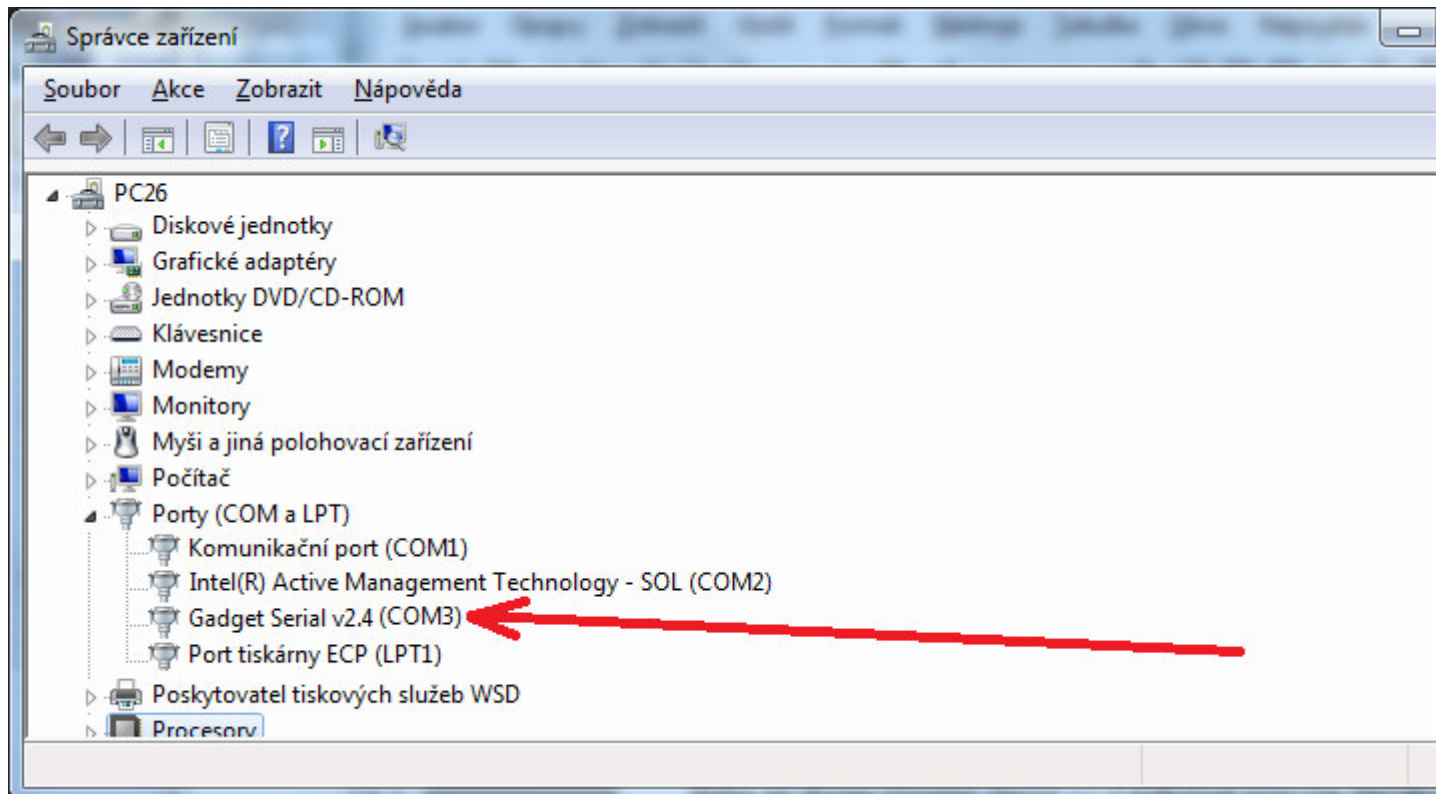 Správce zařízení
Soubor Akce Zobrazit Nápověda
PC26
Diskové jednotky
Grafické adaptéry
Jednotky DVD/CD-ROM
Klávesnice
Modemy
Monitory
Myši a jiná polohovací zařízení
Počítač
Porty (COM a LPT)
Komunikační port (COM1)
Intel(R) Active Management Technology - SOL (COM2)
Gadget Serial v2.4 (COM3)
Port tiskárny ECP (LPT1)
Poskytovatel tiskových služeb WSD
Procesory